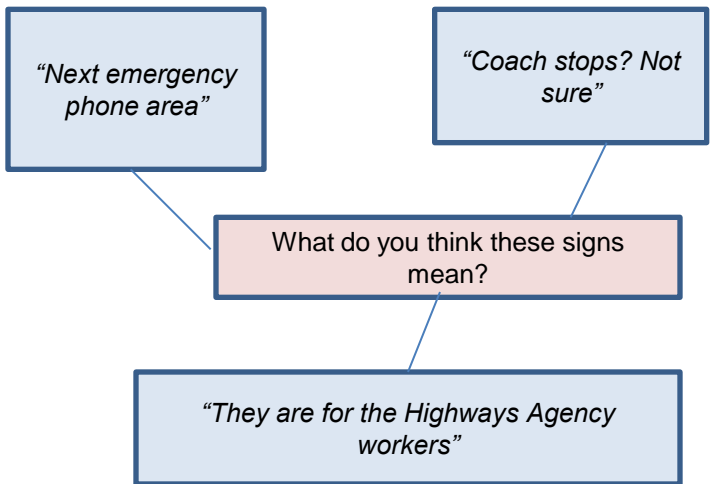 “Next emergency
phone area”
“Coach stops? Not
sure”
What do you think these signs
mean?
“They are for the Highways Agency
workers”